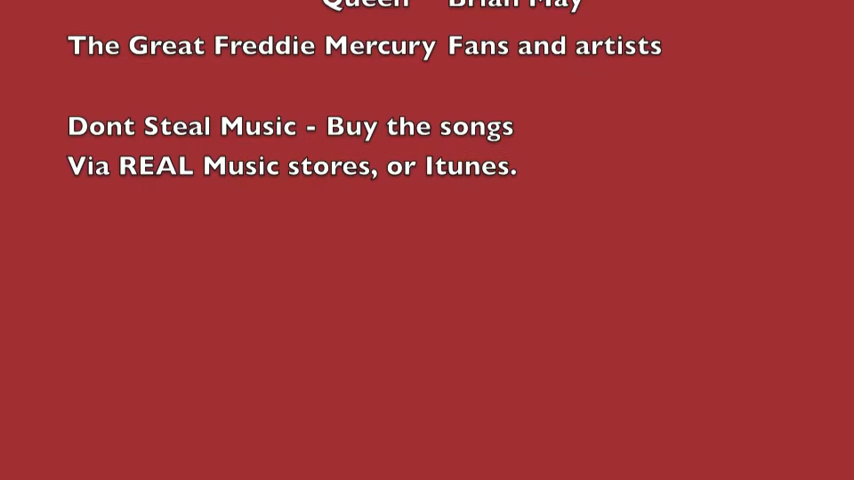 Queen Brian May
The Great Freddie Mercury Fans and artists
Dont Steal Music - Buy the songs
Via REAL Music stores, or Itunes.